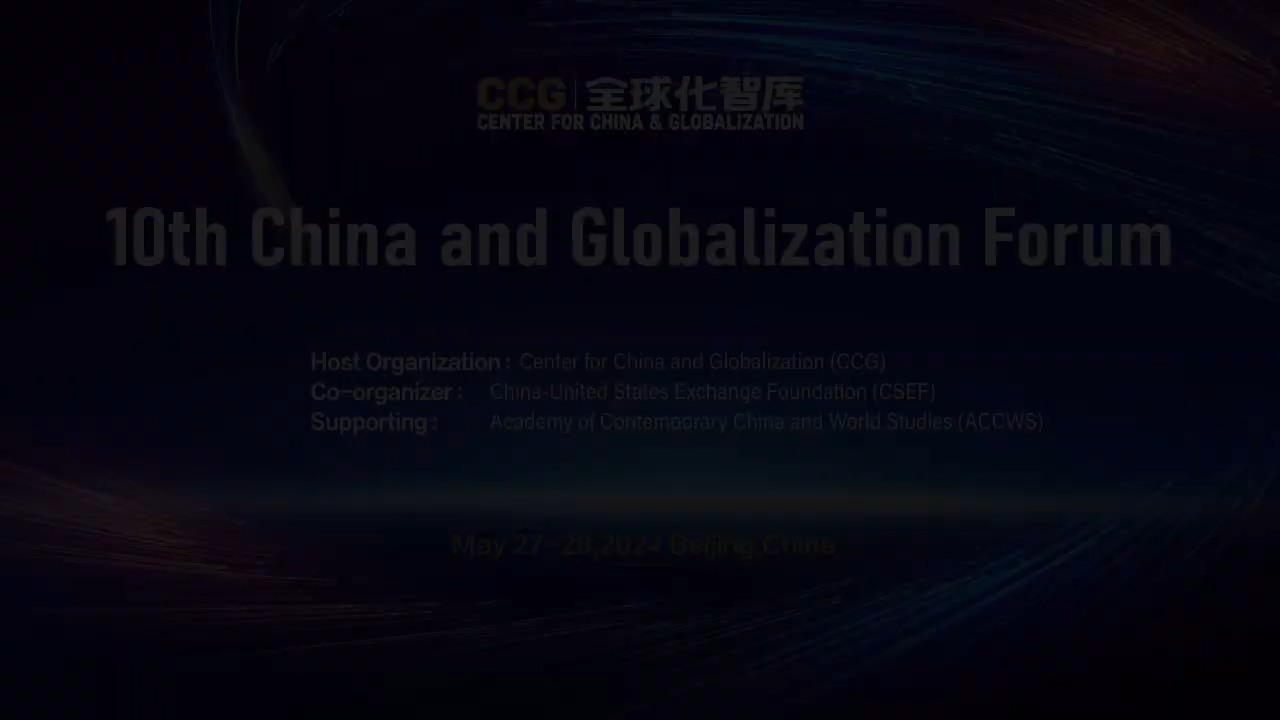 CCG 全球化智库
CENTER FOR CHINA & GLOBALIZATION
10th China and Globalization Forum
Host Organization: Center for China and Globalization (CCG)
Co-organizer: China-United States Exchange Foundation (CSEF)
Supporting: Academy of Contemporary China and World Studies (ACCWS)
May 27-28,2024 Beijing,China